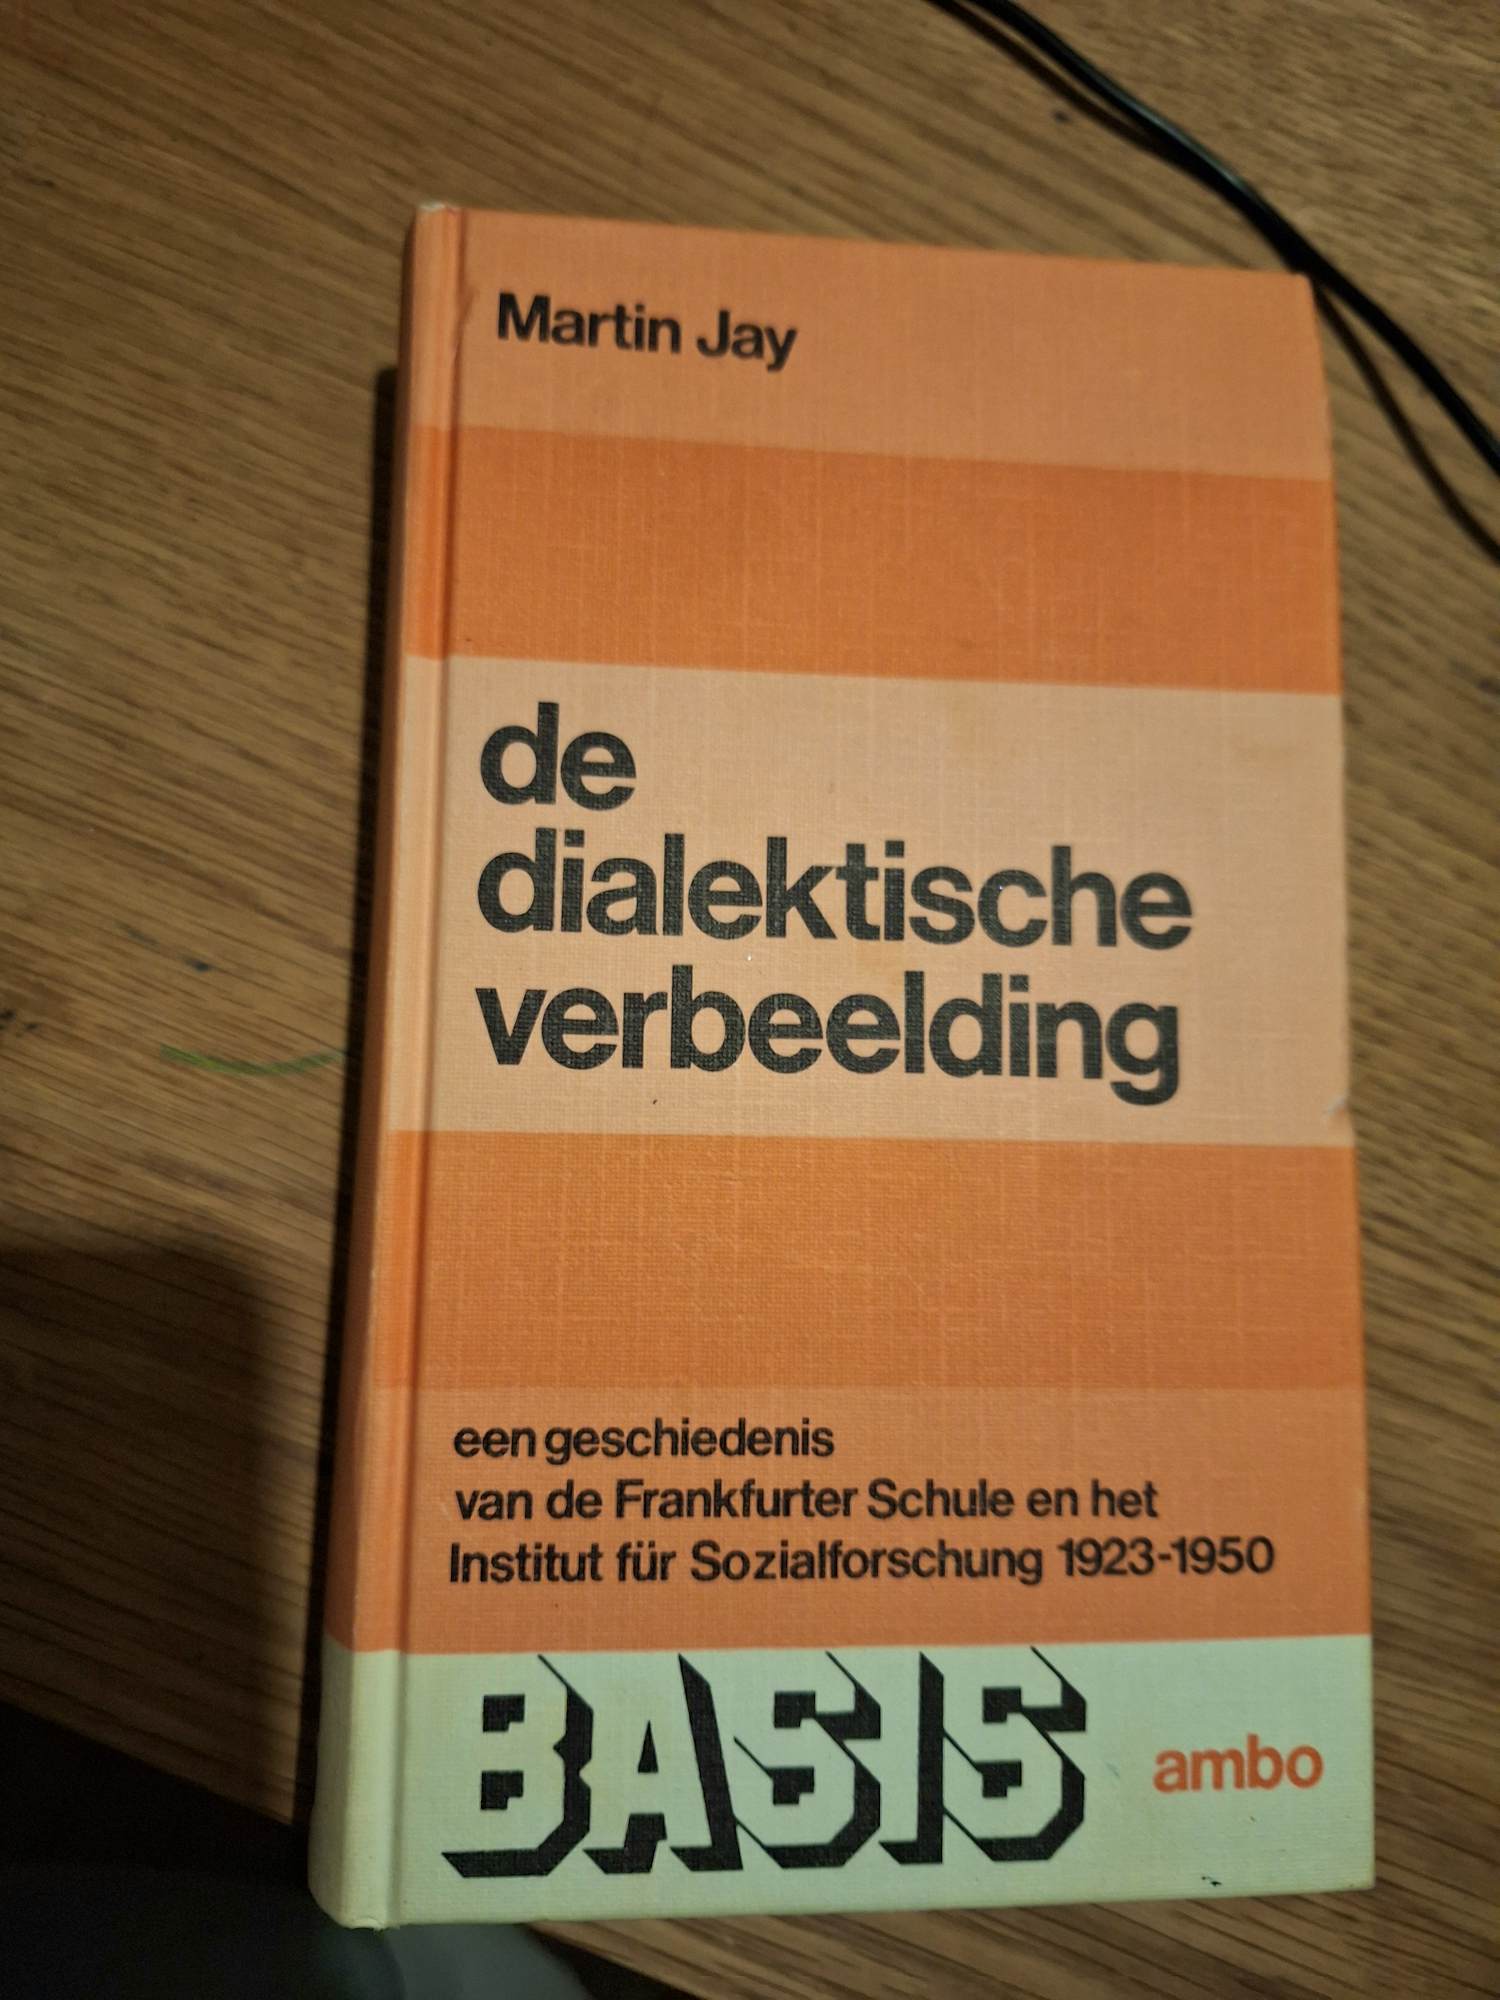 Martin Jay
de
dialektische
verbeelding
een geschiedenis
van de Frankfurter Schule en het
Institut für Sozialforschung 1923-1950
BASIS
ambo